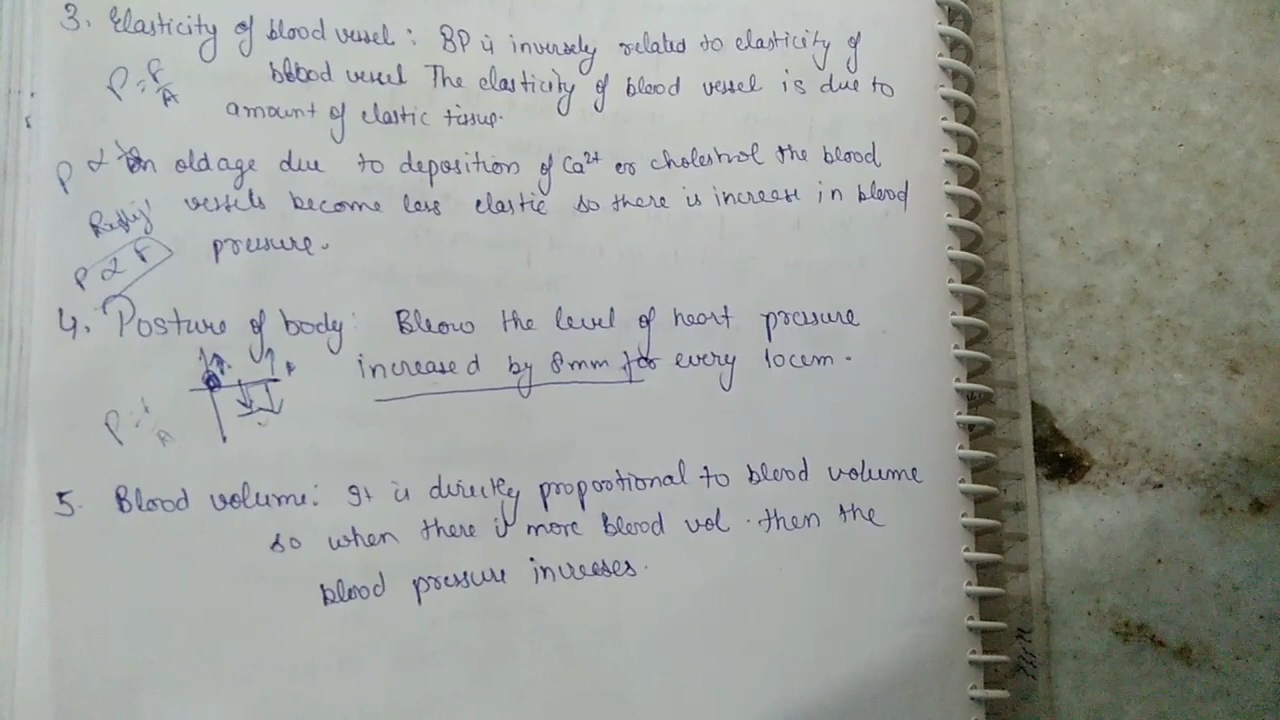 3. Elasticity of blood vessel: BP is inversely related to elasticity of
P = F/A
blood vessel The elasticity of blood vessel is due to
amount of elastic tissue.
P ∝ In oldage due to deposition of Ca²⁺ or cholestrol the blood
vessels become less elastic so there is increase in blood
P ∝ F
pressure.
4. Posture of body: Bleow the level of heart pressure
increased by 8mm for every 10cm.
P =
A
5. Blood volume: It is directly proportional to blood volume
so when there is more blood vol. then the
blood pressure increeses.